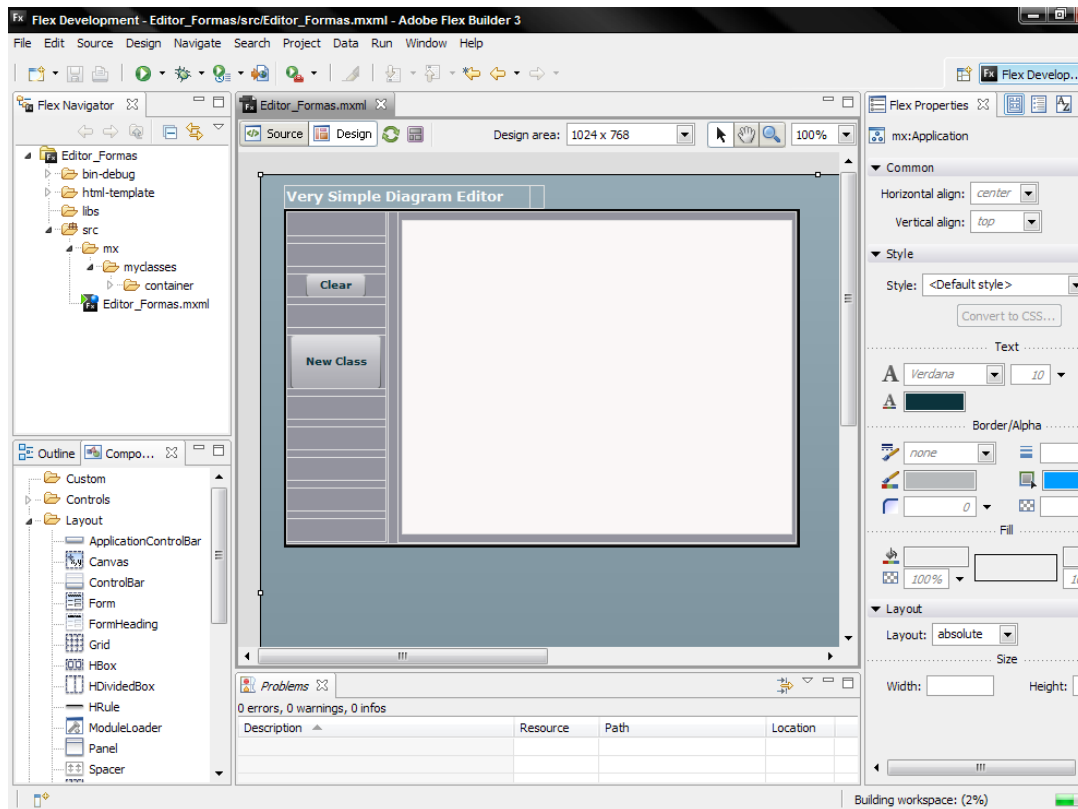 Fx Flex Development - Editor_Formas/src/Editor_Formas.mxml - Adobe Flex Builder 3
File Edit Source Design Navigate Search Project Data Run Window Help
Fx Flex Develop...
Flex Navigator
Editor_Formas
bin-debug
html-template
libs
src
mx
myclasses
container
Editor_Formas.mxml
Outline Compo...
Custom
Controls
Layout
ApplicationControlBar
Canvas
ControlBar
Form
FormHeading
Grid
HBox
HDividedBox
HRule
ModuleLoader
Panel
Spacer
Editor_Formas.mxml
Source Design Design area: 1024 x 768 100%
Very Simple Diagram Editor
Clear
New Class
Problems
0 errors, 0 warnings, 0 infos
Description Resource Path Location
Flex Properties
mx:Application
Common
Horizontal align: center
Vertical align: top
Style
Style: <Default style>
Convert to CSS...
Text
A Verdana 10
A
Border/Alpha
none
0
Fill
100%
Layout
Layout: absolute
Size
Width: Height:
Building workspace: (2%)